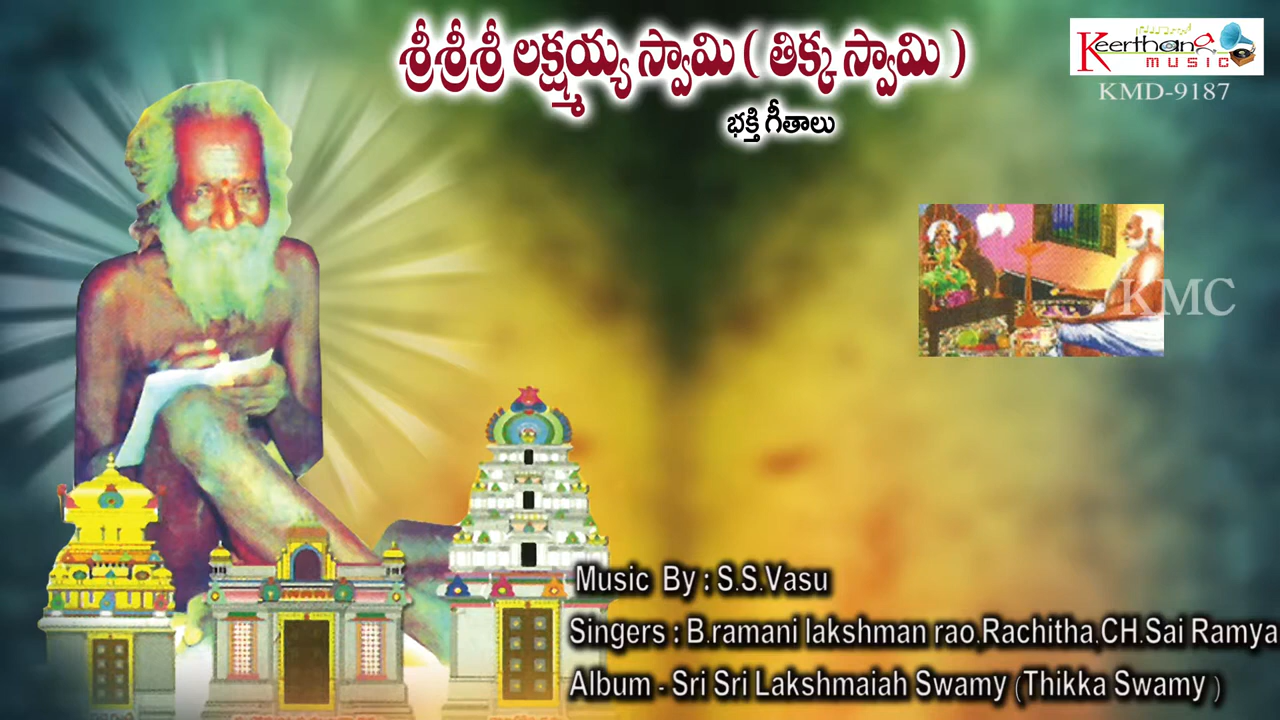 శ్రీశ్రీశ్రీ లక్ష్మయ్య స్వామి ( తిక్క స్వామి )
భక్తి గీతాలు
Keerthana
MUSIC
KMD-9187
KMC
Music By : S.S.Vasu
Singers : B.ramani lakshman rao,Rachitha,CH.Sai Ramya
Album - Sri Sri Lakshmaiah Swamy (Thikka Swamy )